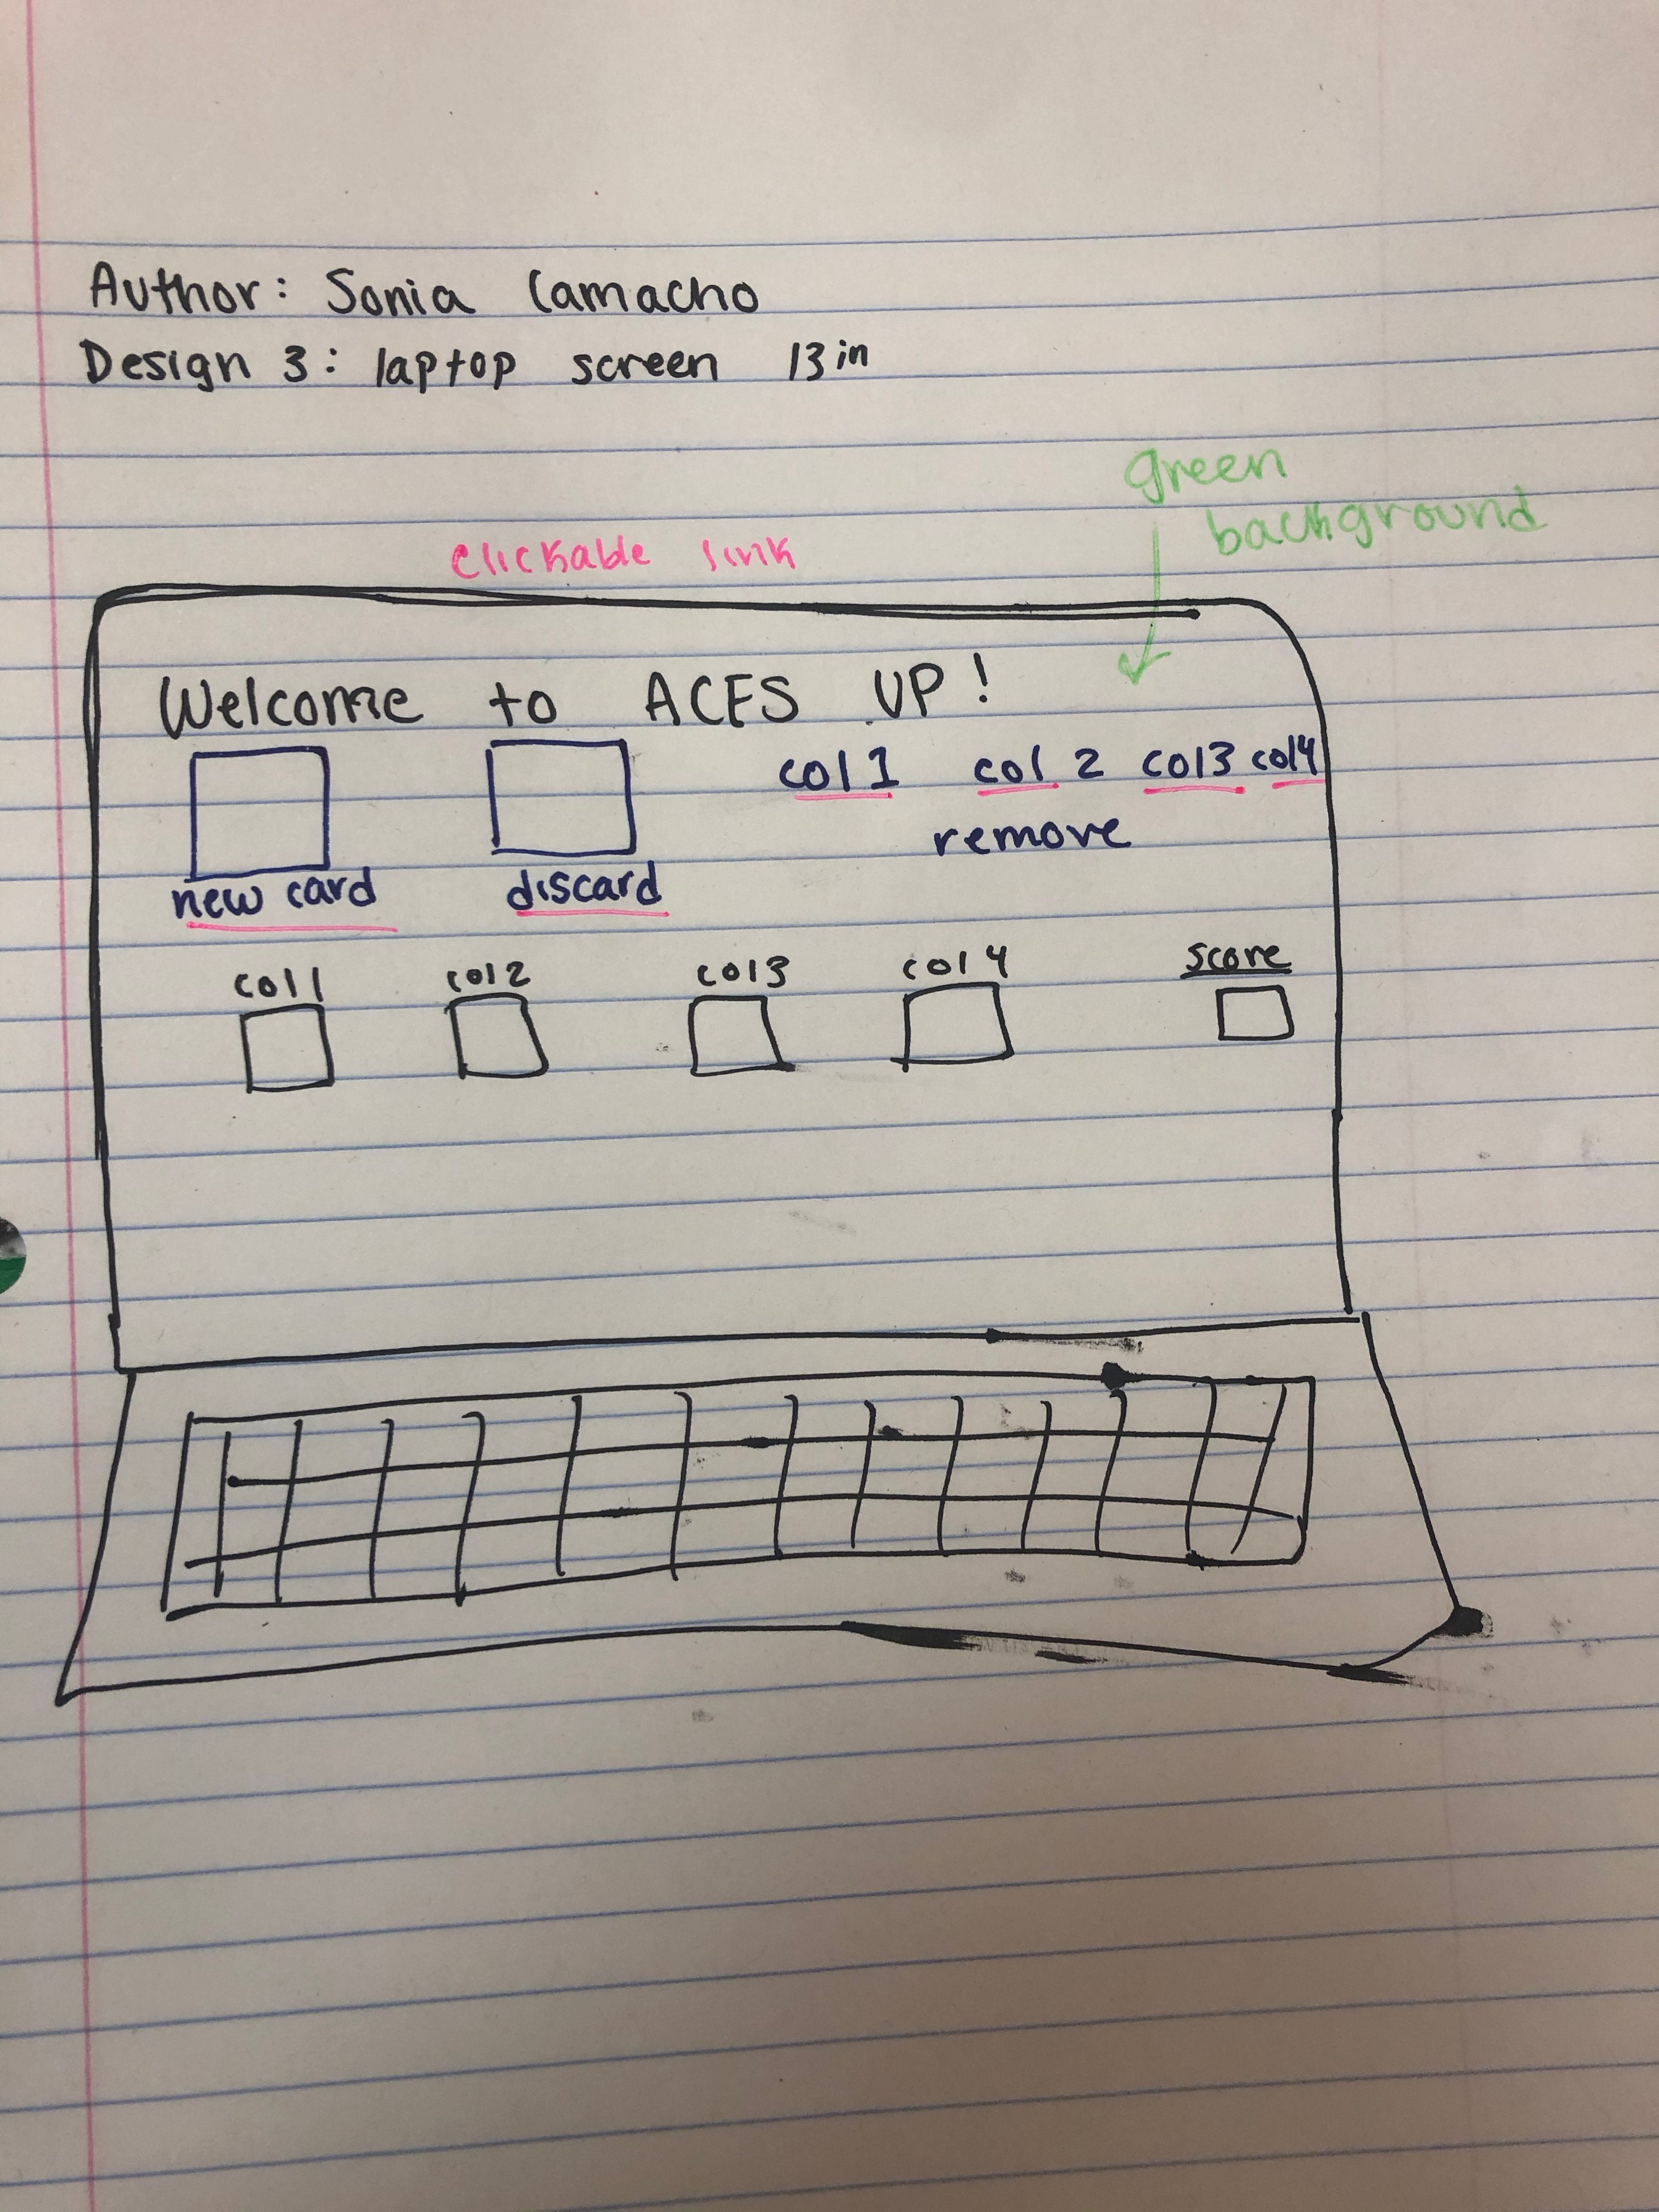 Author: Sonia Camacho
Design 3: laptop screen 13in
green
background
clickable link
Welcome to ACES UP!
col 1 col 2 col3 col4
remove
new card discard
col1 col2 col3 col4 score